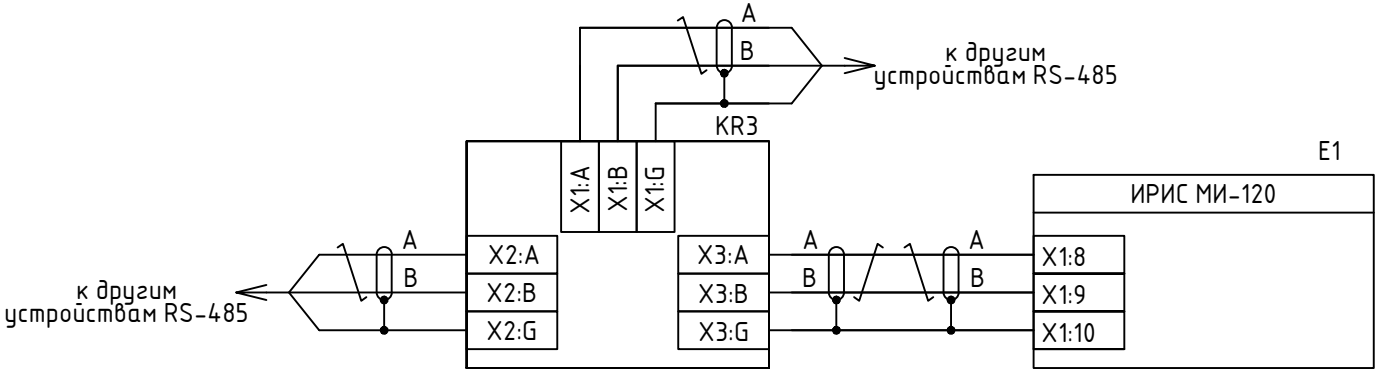 A
B
к другим
устройствам RS-485
KR3
X1:A
X1:B
X1:G
E1
ИРИС МИ-120
A
B
X2:A
X2:B
X2:G
X3:A
X3:B
X3:G
A
B
A
B
X1:8
X1:9
X1:10
к другим
устройствам RS-485